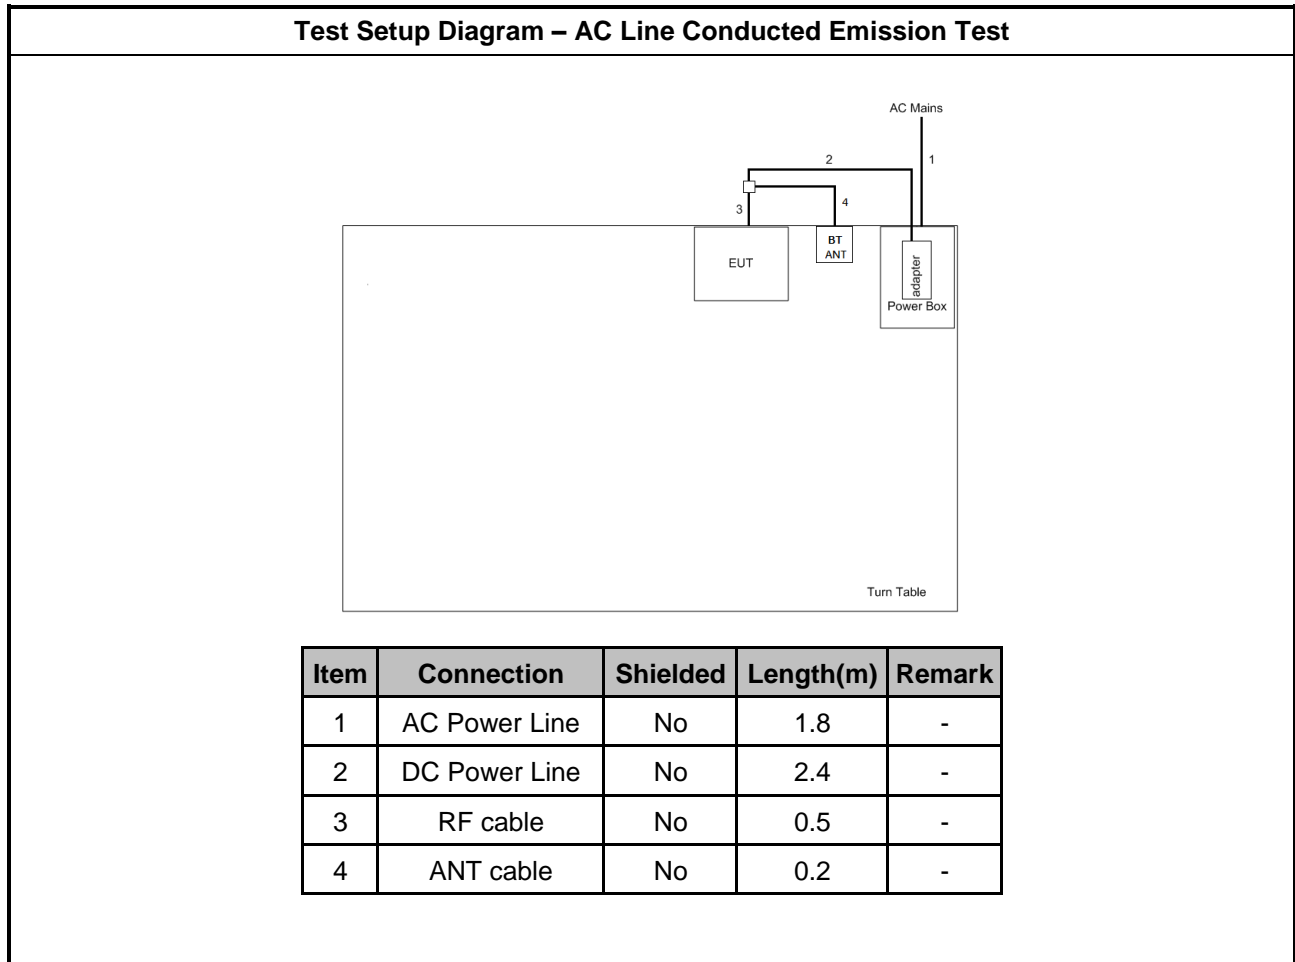 Test Setup Diagram – AC Line Conducted Emission Test
AC Mains
2
1
3
4
EUT
BT
ANT
adapter
Power Box
Turn Table
Item Connection Shielded Length(m) Remark
1 AC Power Line No 1.8 -
2 DC Power Line No 2.4 -
3 RF cable No 0.5 -
4 ANT cable No 0.2 -